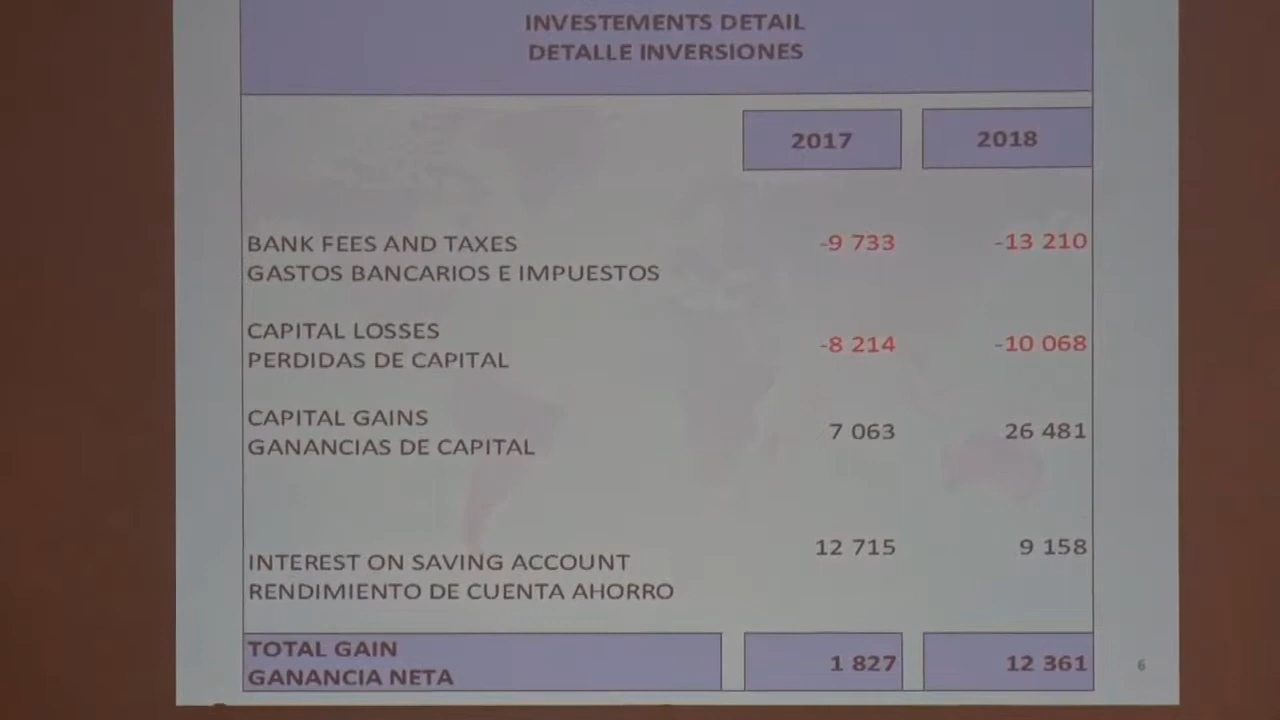 INVESTEMENTS DETAIL
DETALLE INVERSIONES
2017 2018
BANK FEES AND TAXES -9 733 -13 210
GASTOS BANCARIOS E IMPUESTOS
CAPITAL LOSSES -8 214 -10 068
PERDIDAS DE CAPITAL
CAPITAL GAINS 7 063 26 481
GANANCIAS DE CAPITAL
12 715 9 158
INTEREST ON SAVING ACCOUNT
RENDIMIENTO DE CUENTA AHORRO
TOTAL GAIN 1 827 12 361
GANANCIA NETA
6